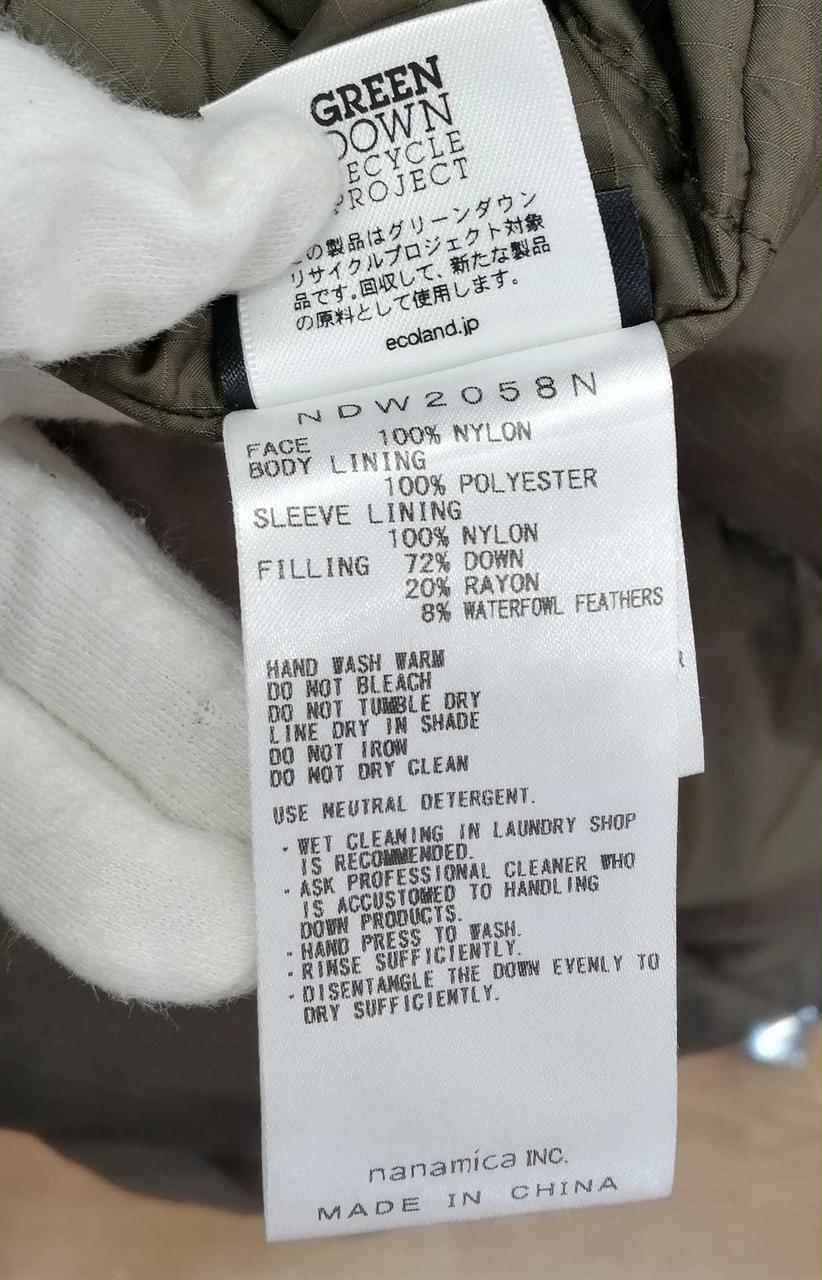 GREEN
DOWN
ECYCLE
PROJECT
の製品はグリーンダウン
リサイクルプロジェクト対象
品です。回収して、新たな製品
の原料として使用します。
ecoland.jp
NDW2058N
FACE 100% NYLON
BODY LINING
100% POLYESTER
SLEEVE LINING
100% NYLON
FILLING 72% DOWN
20% RAYON
8% WATERFOWL FEATHERS
HAND WASH WARM
DO NOT BLEACH
DO NOT TUMBLE DRY
LINE DRY IN SHADE
DO NOT IRON
DO NOT DRY CLEAN
USE NEUTRAL DETERGENT.
・WET CLEANING IN LAUNDRY SHOP
IS RECOMMENDED.
・ASK PROFESSIONAL CLEANER WHO
IS ACCUSTOMED TO HANDLING
DOWN PRODUCTS.
・HAND PRESS TO WASH.
・RINSE SUFFICIENTLY.
・DISENTANGLE THE DOWN EVENLY TO
DRY SUFFICIENTLY.
nanamica INC.
MADE IN CHINA